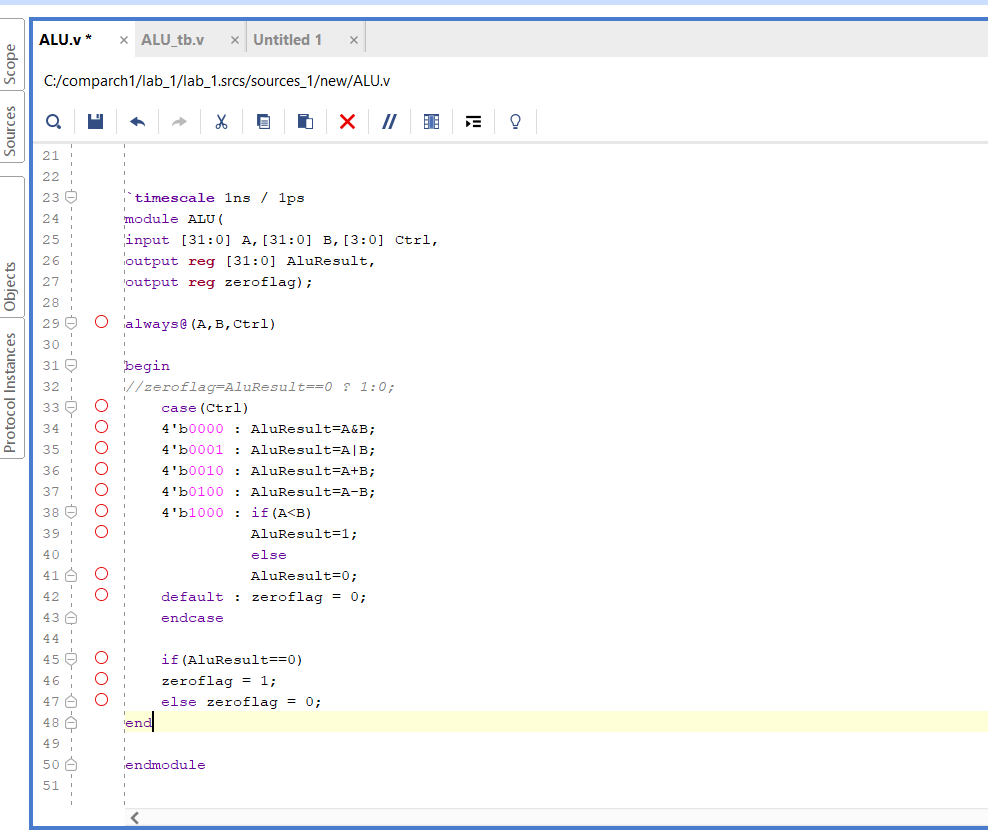 Scope
Sources
Objects
Protocol Instances
ALU.v * × ALU_tb.v × Untitled 1 ×
C:/comparch1/lab_1/lab_1.srcs/sources_1/new/ALU.v
21
22
23 `timescale 1ns / 1ps
24 module ALU(
25 input [31:0] A,[31:0] B,[3:0] Ctrl,
26 output reg [31:0] AluResult,
27 output reg zeroflag);
28
29 always@(A,B,Ctrl)
30
31 begin
32 //zeroflag=AluResult==0 ? 1:0;
33 case(Ctrl)
34 4'b0000 : AluResult=A&B;
35 4'b0001 : AluResult=A|B;
36 4'b0010 : AluResult=A+B;
37 4'b0100 : AluResult=A-B;
38 4'b1000 : if(A<B)
39 AluResult=1;
40 else
41 AluResult=0;
42 default : zeroflag = 0;
43 endcase
44
45 if(AluResult==0)
46 zeroflag = 1;
47 else zeroflag = 0;
48 end
49
50 endmodule
51